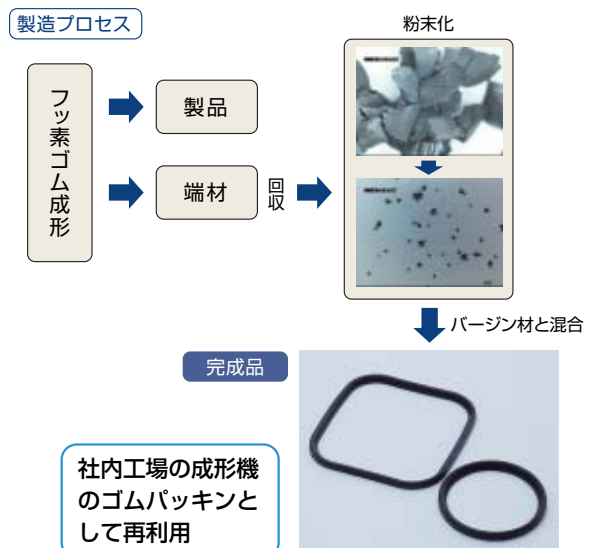 製造プロセス
粉末化
フッ素ゴム成形
製品
端材
回収
バージン材と混合
完成品
社内工場の成形機
のゴムパッキンと
して再利用